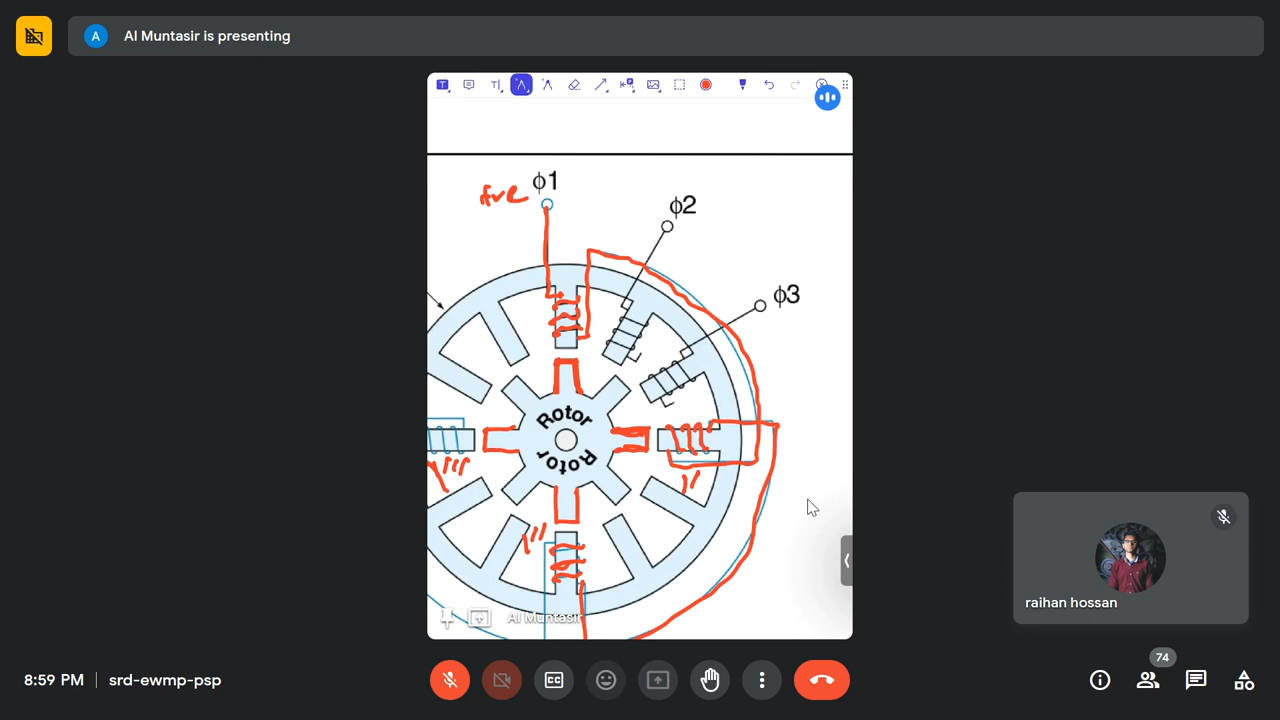 A Al Muntasir is presenting
T T
+ve ϕ1
ϕ2
ϕ3
Rotor
Rotor
Al Muntasir
raihan hossan
8:59 PM | srd-ewmp-psp
CC
74